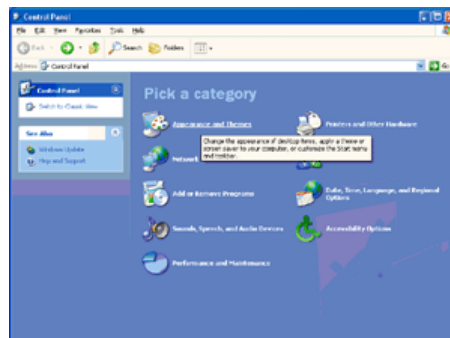 Control Panel
File Edit View Favorites Tools Help
Back Search Folders
Address Control Panel Go
Control Panel
Switch to Classic View
See Also
Windows Update
Help and Support
Pick a category
Appearance and Themes
Printers and Other Hardware
Change the appearance of desktop items, apply a theme or
screen saver to your computer, or customize the Start menu
and taskbar.
Network
Add or Remove Programs
Date, Time, Language, and Regional
Options
Sounds, Speech, and Audio Devices
Accessibility Options
Performance and Maintenance